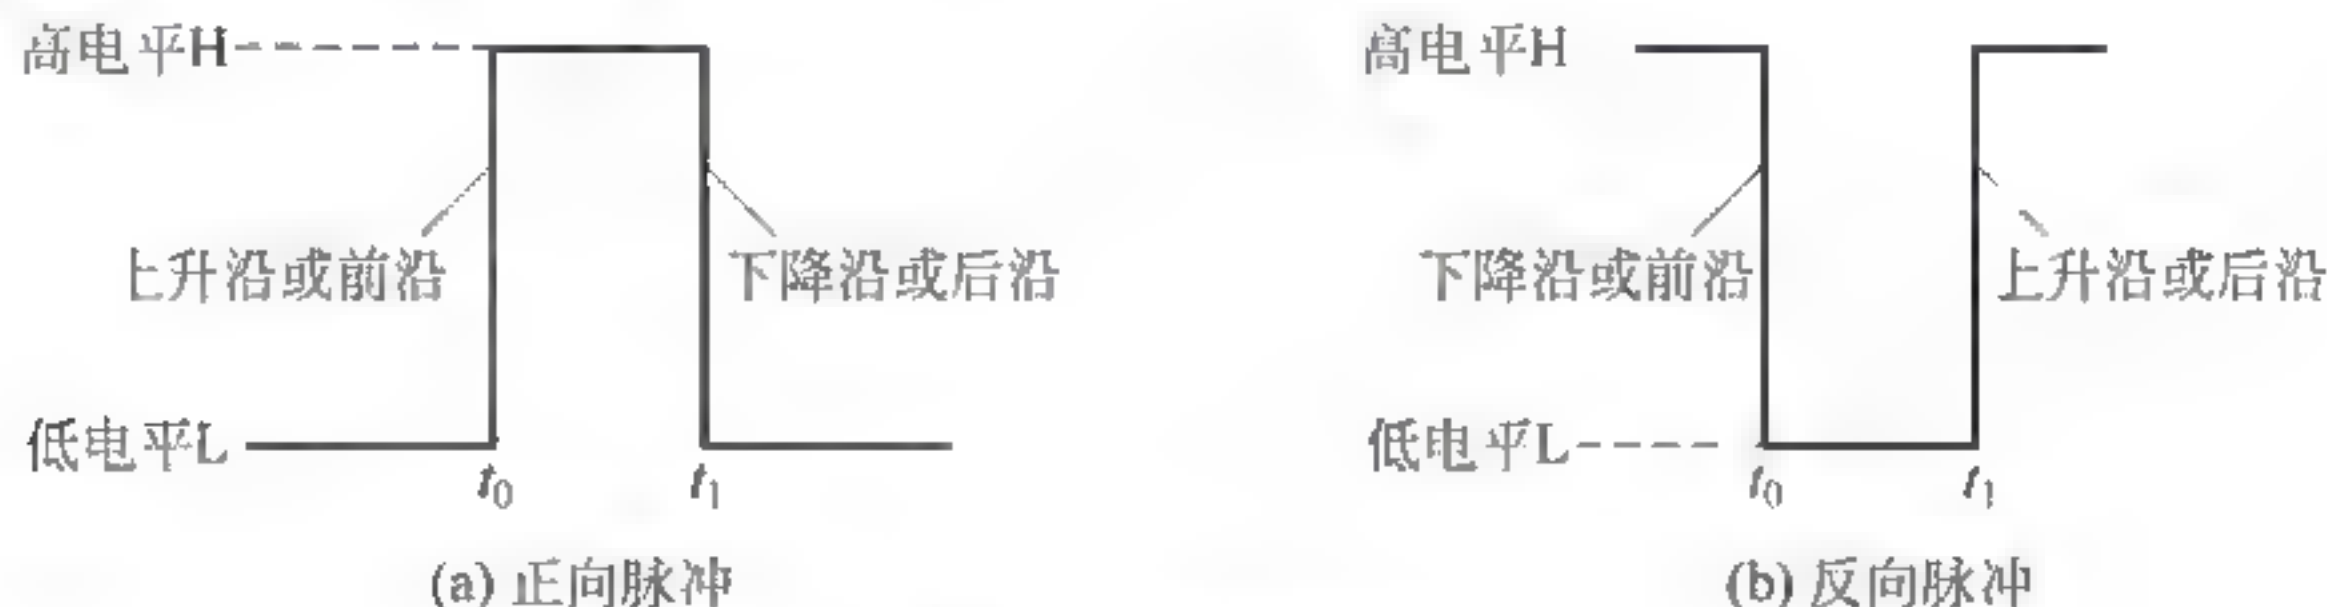 高电平H
高电平H
上升沿或前沿
下降沿或后沿
下降沿或前沿
上升沿或后沿
低电平L
低电平L
t0
t1
t0
t1
(a) 正向脉冲
(b) 反向脉冲